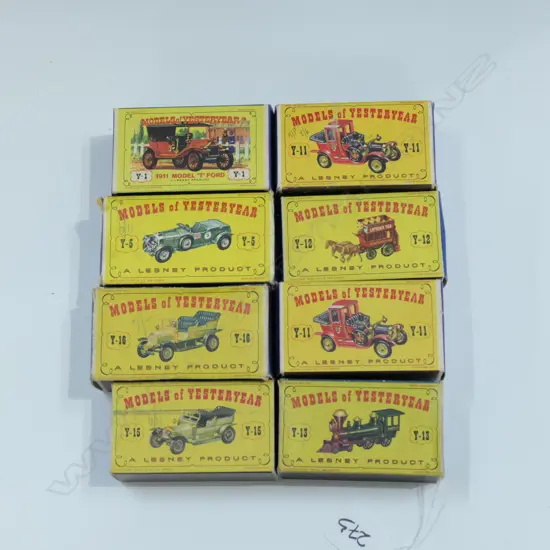 MODELS of YESTERYEAR
Y-1 1911 MODEL "T" FORD Y-1
MODELS of YESTERYEAR
Y-11 Y-11
A LESNEY PRODUCT
MODELS of YESTERYEAR
Y-5 Y-5
A LESNEY PRODUCT
MODELS of YESTERYEAR
Y-12 Y-12
A LESNEY PRODUCT
MODELS of YESTERYEAR
Y-16 Y-16
A LESNEY PRODUCT
MODELS of YESTERYEAR
Y-11 Y-11
A LESNEY PRODUCT
MODELS of YESTERYEAR
Y-15 Y-15
A LESNEY PRODUCT
MODELS of YESTERYEAR
Y-13 Y-13
A LESNEY PRODUCT
273